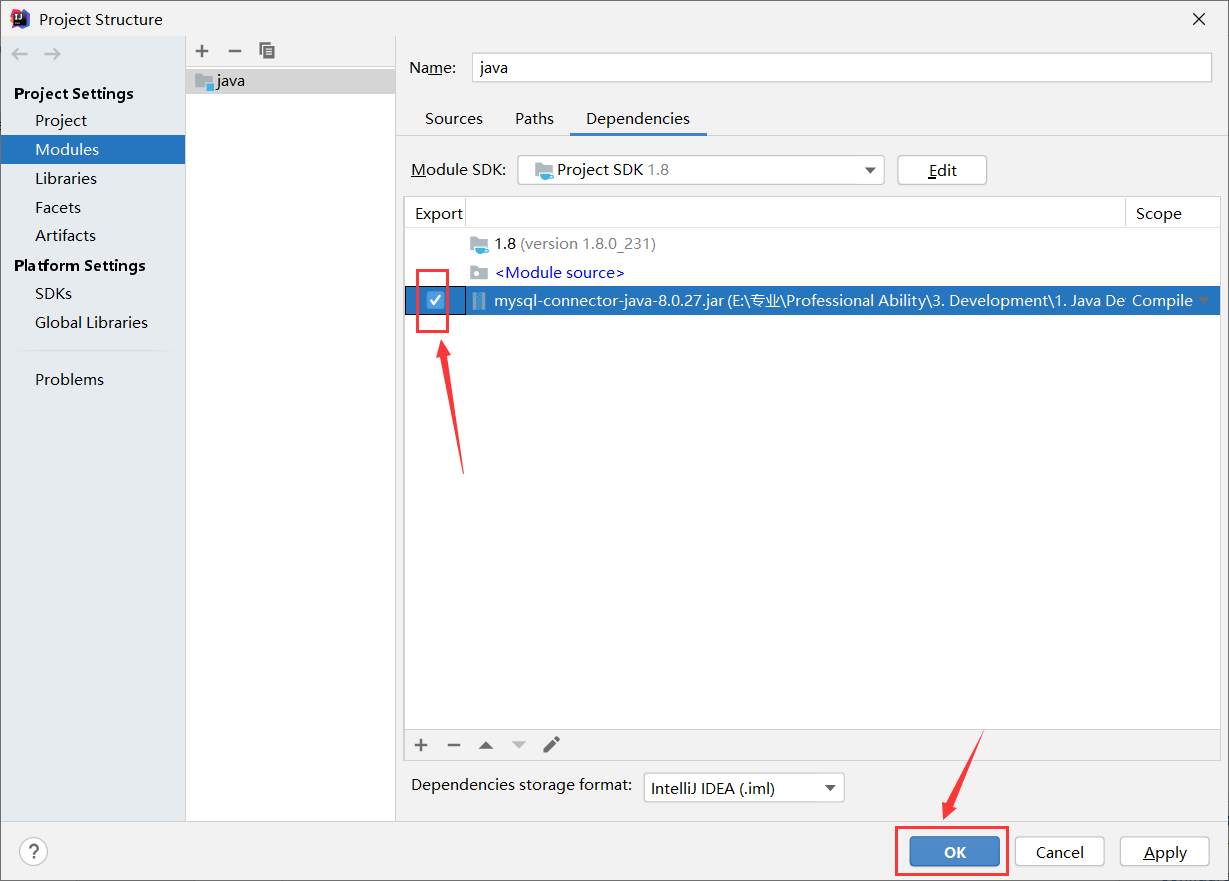 Project Structure
Project Settings
Project
Modules
Libraries
Facets
Artifacts
Platform Settings
SDKs
Global Libraries
Problems
java
Name: java
Sources Paths Dependencies
Module SDK: Project SDK 1.8 Edit
Export Scope
1.8 (version 1.8.0_231)
<Module source>
mysql-connector-java-8.0.27.jar (E:\专业\Professional Ability\3. Development\1. Java De Compile
Dependencies storage format: IntelliJ IDEA (.iml)
? OK Cancel Apply